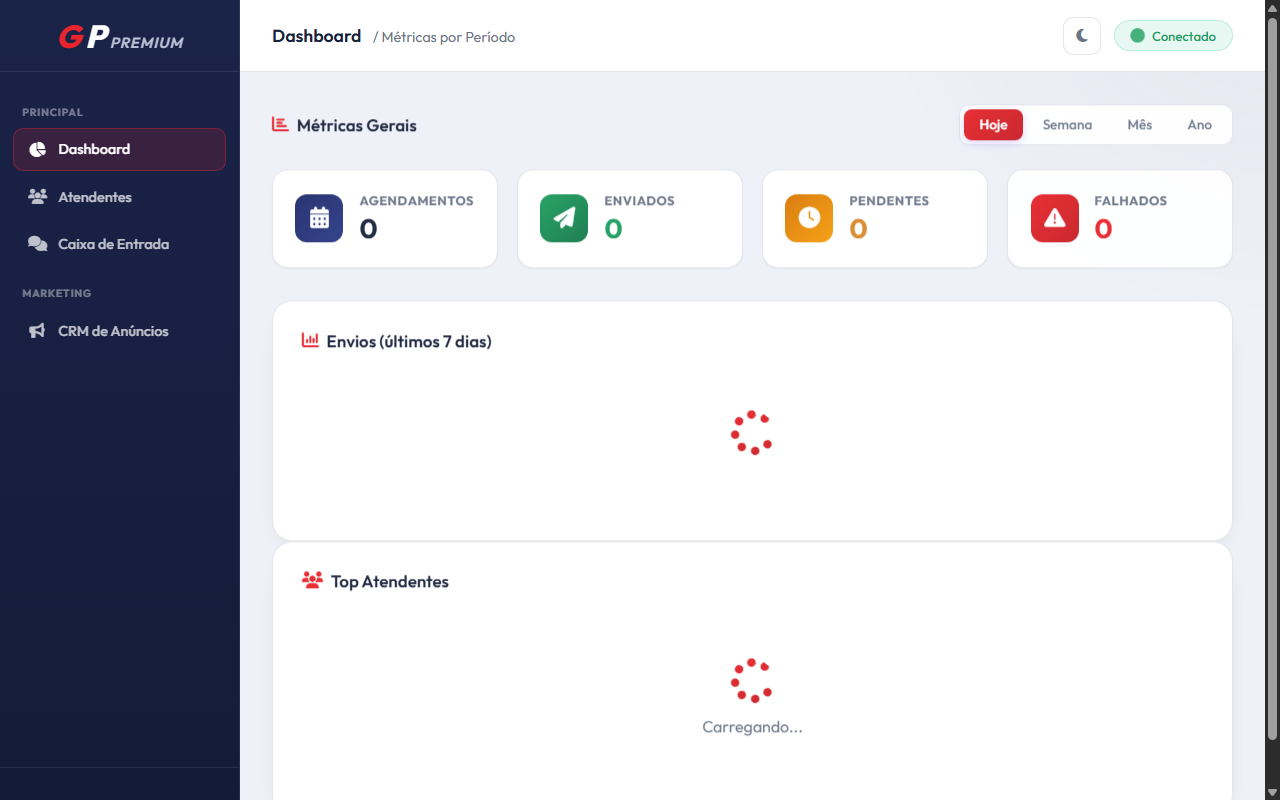 GP PREMIUM
PRINCIPAL
Dashboard
Atendentes
Caixa de Entrada
MARKETING
CRM de Anúncios
Dashboard / Métricas por Período
Conectado
Métricas Gerais
Hoje Semana Mês Ano
AGENDAMENTOS
0
ENVIADOS
0
PENDENTES
0
FALHADOS
0
Envios (últimos 7 dias)
Top Atendentes
Carregando...